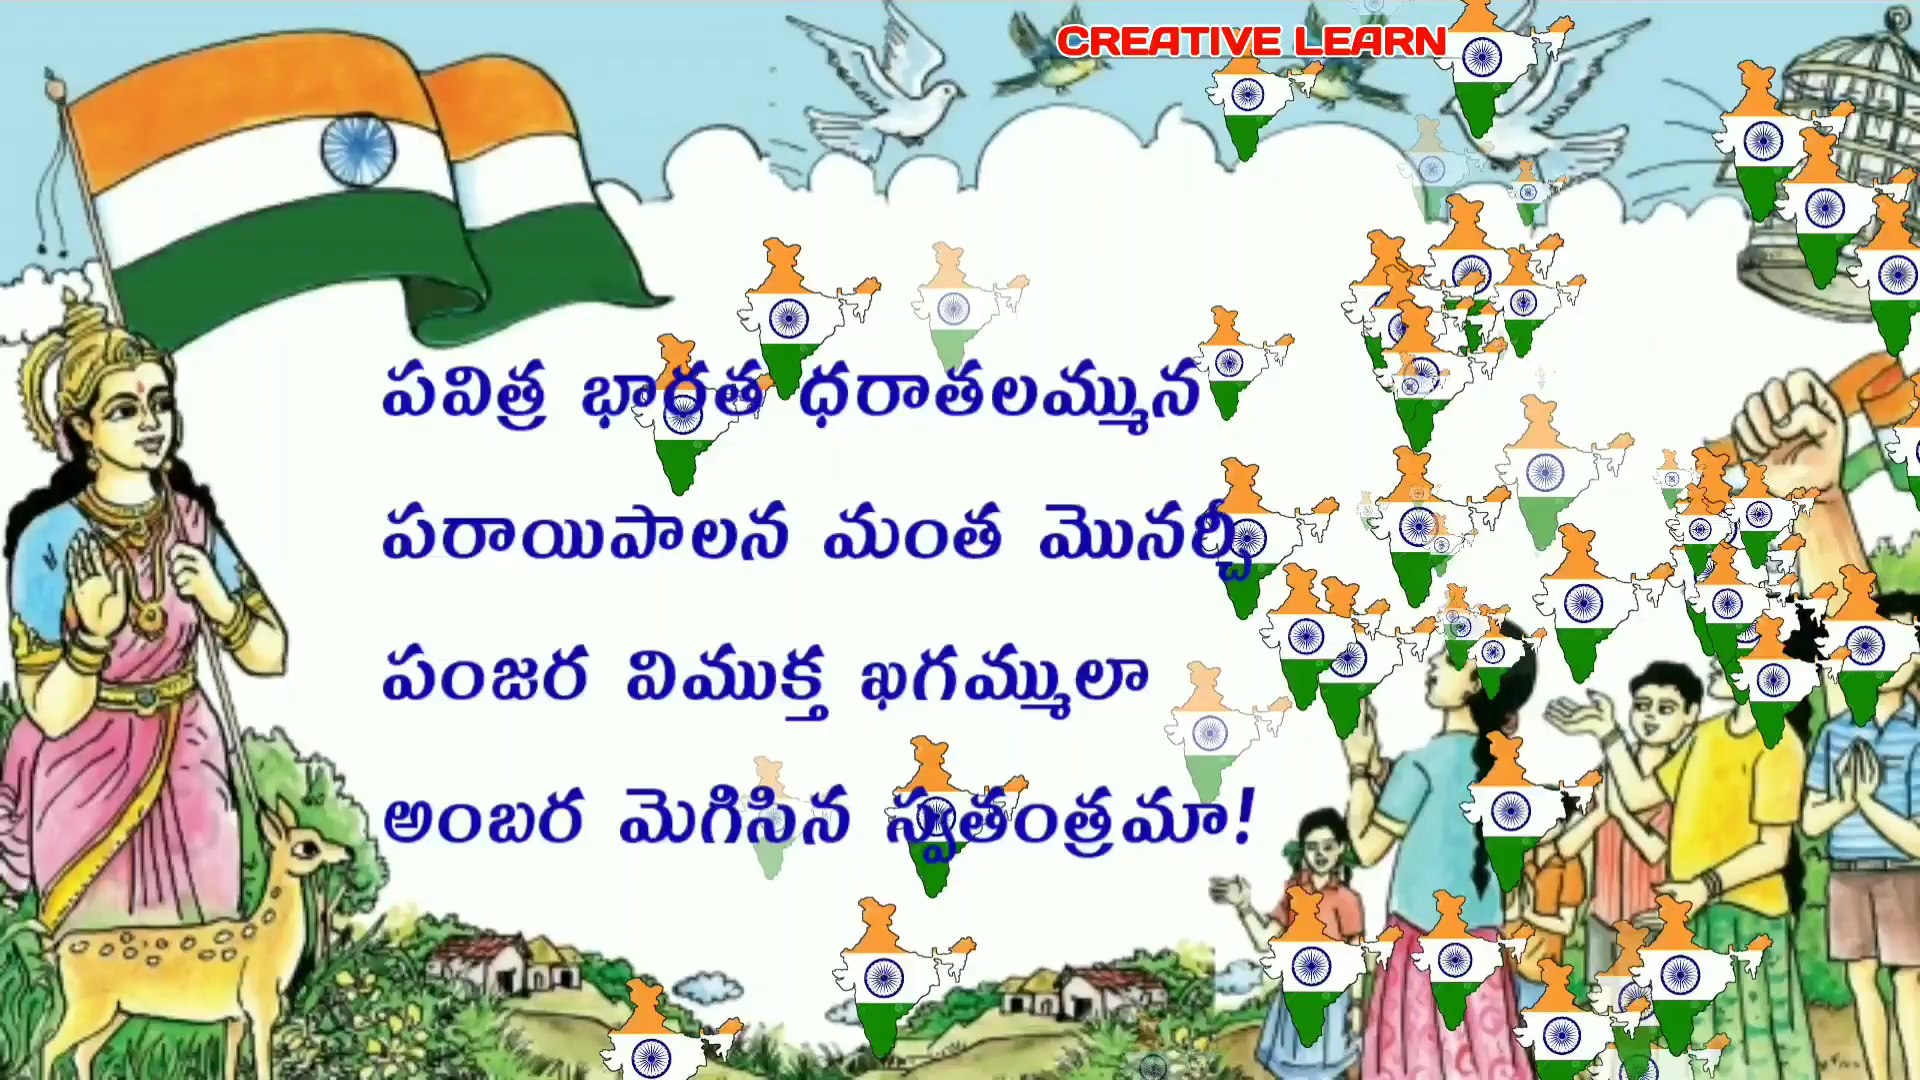 CREATIVE LEARN
పవిత్ర భారత ధరాతలమ్మున
పరాయిపాలన మంత మొనర్చీ
పంజర విముక్త ఖగమ్ములా
అంబర మెగిసిన స్వతంత్రమా!